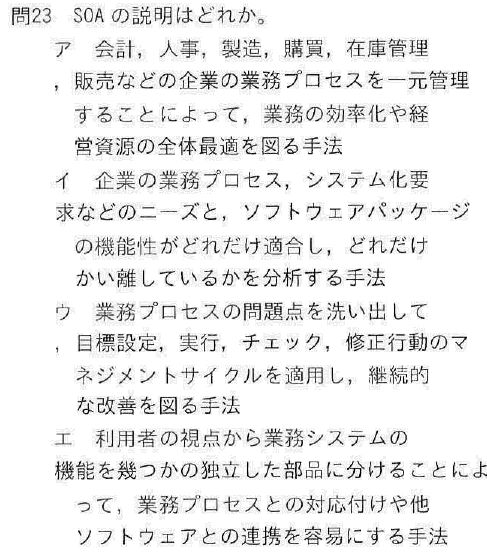 問23 SOA の説明はどれか。
ア 会計，人事，製造，購買，在庫管理
，販売などの企業の業務プロセスを一元管理
することによって，業務の効率化や経
営資源の全体最適を図る手法
イ 企業の業務プロセス，システム化要
求などのニーズと，ソフトウェアパッケージ
の機能性がどれだけ適合し，どれだけ
かい離しているかを分析する手法
ウ 業務プロセスの問題点を洗い出して
，目標設定，実行，チェック，修正行動のマ
ネジメントサイクルを適用し，継続的
な改善を図る手法
エ 利用者の視点から業務システムの
機能を幾つかの独立した部品に分けることによ
って，業務プロセスとの対応付けや他
ソフトウェアとの連携を容易にする手法